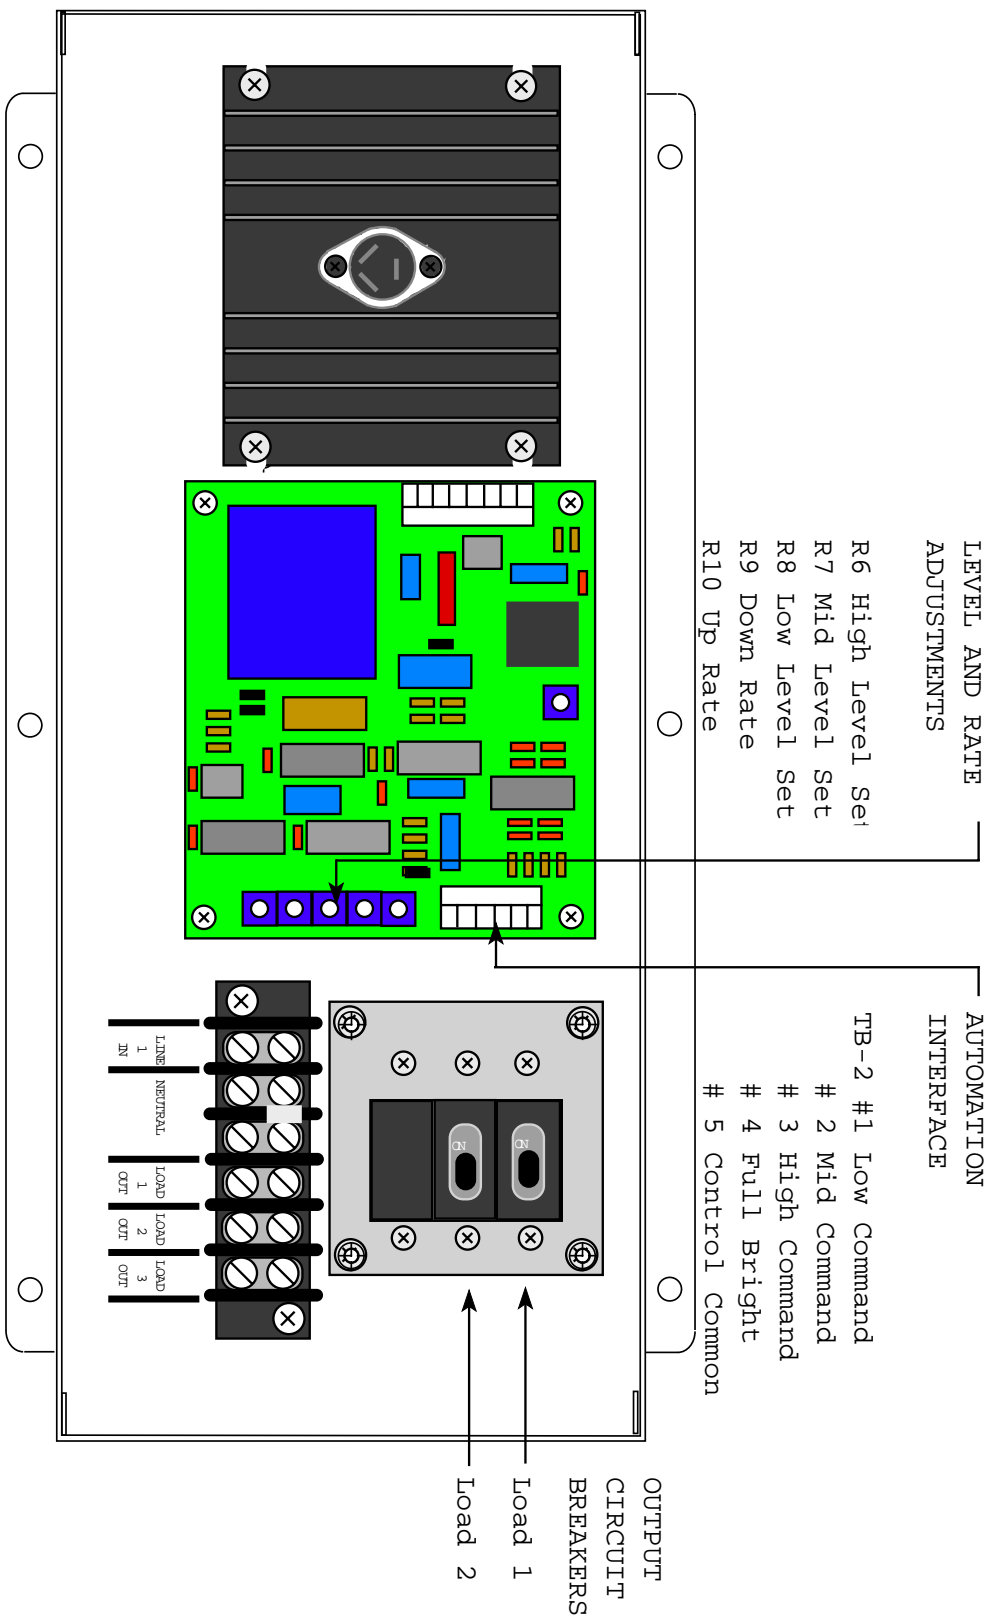 LEVEL AND RATE
ADJUSTMENTS
R6 High Level Set
R7 Mid Level Set
R8 Low Level Set
R9 Down Rate
R10 Up Rate
AUTOMATION
INTERFACE
TB-2 #1 Low Command
# 2 Mid Command
# 3 High Command
# 4 Full Bright
# 5 Control Common
OUTPUT
CIRCUIT
BREAKERS
Load 1
Load 2
ON
ON
LINE
1
IN
NEUTRAL
LOAD
1
OUT
LOAD
2
OUT
LOAD
3
OUT